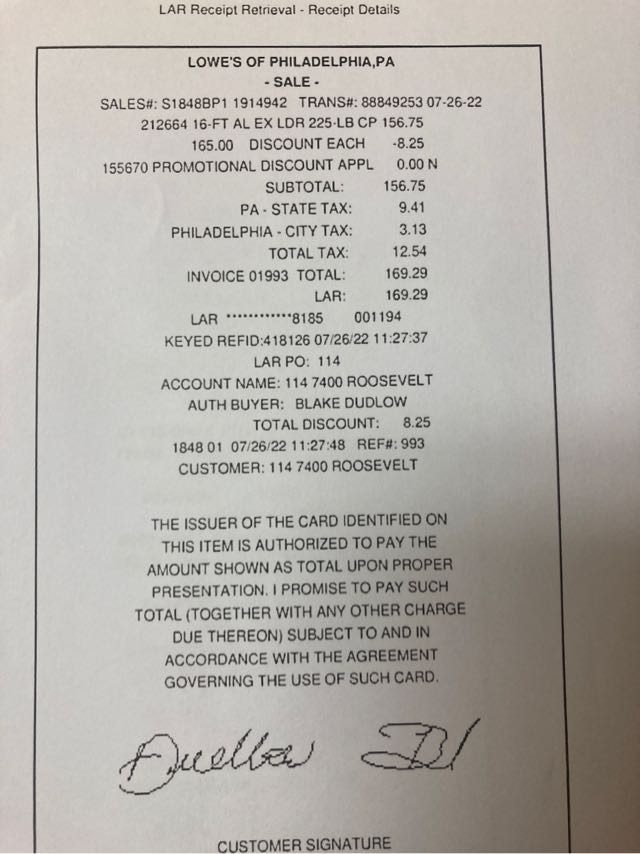 LAR Receipt Retrieval - Receipt Details
LOWE'S OF PHILADELPHIA,PA
- SALE -
SALES#: S1848BP1 1914942 TRANS#: 88849253 07-26-22
212664 16-FT AL EX LDR 225-LB CP 156.75
165.00 DISCOUNT EACH -8.25
155670 PROMOTIONAL DISCOUNT APPL 0.00 N
SUBTOTAL: 156.75
PA - STATE TAX: 9.41
PHILADELPHIA - CITY TAX: 3.13
TOTAL TAX: 12.54
INVOICE 01993 TOTAL: 169.29
LAR: 169.29
LAR ************8185 001194
KEYED REFID:418126 07/26/22 11:27:37
LAR PO: 114
ACCOUNT NAME: 114 7400 ROOSEVELT
AUTH BUYER: BLAKE DUDLOW
TOTAL DISCOUNT: 8.25
1848 01 07/26/22 11:27:48 REF#: 993
CUSTOMER: 114 7400 ROOSEVELT
THE ISSUER OF THE CARD IDENTIFIED ON
THIS ITEM IS AUTHORIZED TO PAY THE
AMOUNT SHOWN AS TOTAL UPON PROPER
PRESENTATION. I PROMISE TO PAY SUCH
TOTAL (TOGETHER WITH ANY OTHER CHARGE
DUE THEREON) SUBJECT TO AND IN
ACCORDANCE WITH THE AGREEMENT
GOVERNING THE USE OF SUCH CARD.
CUSTOMER SIGNATURE